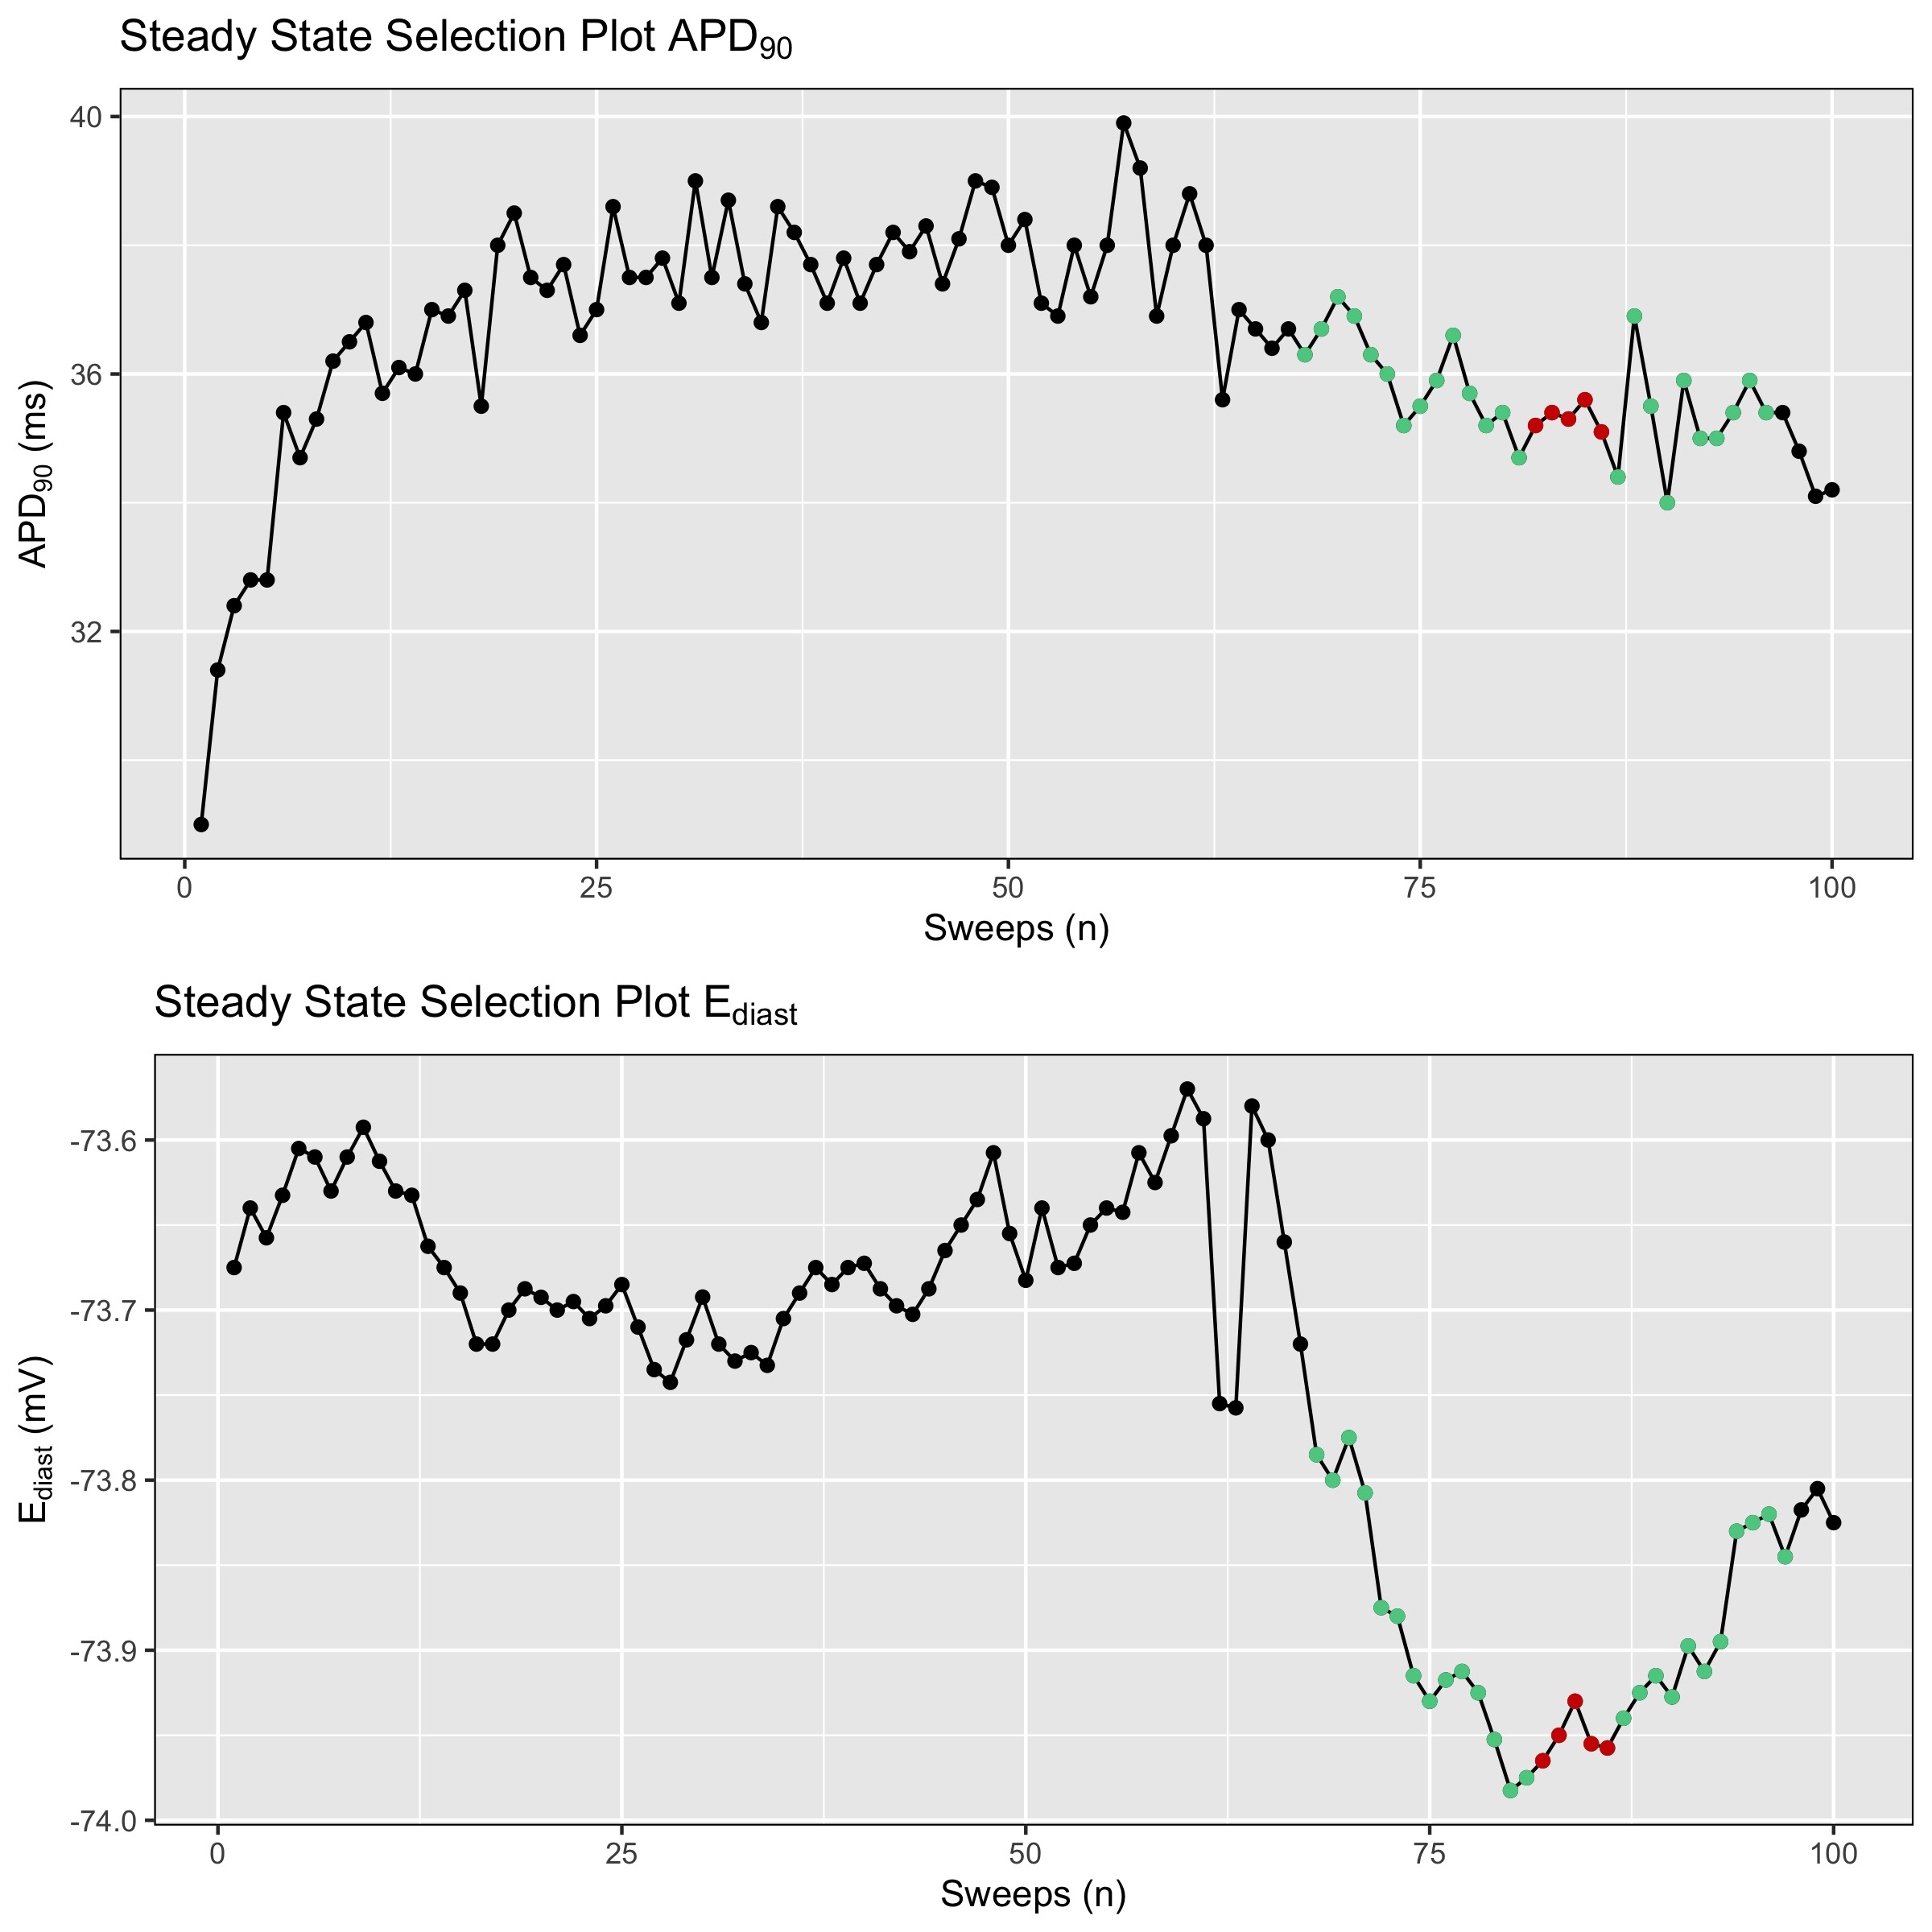 Steady State Selection Plot APD90
40
36
32
APD90 (ms)
0 25 50 75 100
Sweeps (n)
Steady State Selection Plot Ediast
-73.6
-73.7
-73.8
-73.9
-74.0
Ediast (mV)
0 25 50 75 100
Sweeps (n)